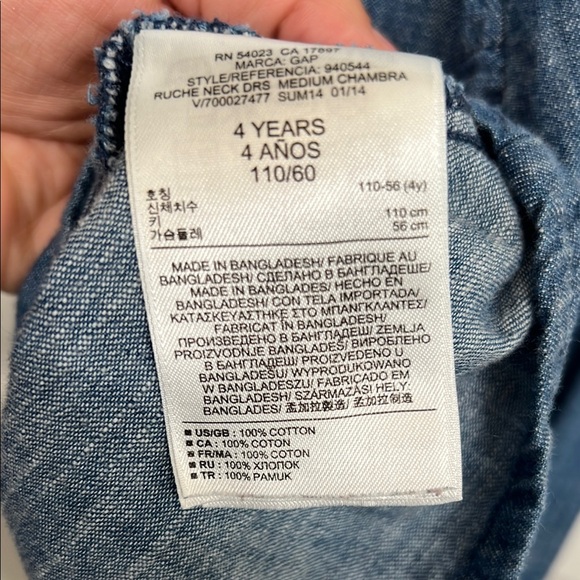 RN 54023 CA 17897
MARCA: GAP
STYLE/REFERENCIA: 940544
RUCHE NECK DRS MEDIUM CHAMBRA
V/700027477 SUM14 01/14
4 YEARS
4 AÑOS
110/60
호칭 110-56 (4y)
신체치수
키 110 cm
가슴둘레 56 cm
MADE IN BANGLADESH/ FABRIQUE AU
BANGLADESH/ СДЕЛАНО В БАНГЛАДЕШЕ/
MADE IN BANGLADES/ HECHO EN
BANGLADESH/ CON TELA IMPORTADA/
ΚΑΤΑΣΚΕΥΑΣΤΗΚΕ ΣΤΟ ΜΠΑΝΓΚΛΑΝΤΕΣ/
FABRICAT ÎN BANGLADESH/
ПРОИЗВЕДЕНО В БАНГЛАДЕШ/ ZEMLJA
PROIZVODNJE BANGLADEŠ/ ВИРОБЛЕНО
В БАНГЛАДЕШ/ PROIZVEDENO U
BANGLADEŠU/ WYPRODUKOWANO
W BANGLADESZU/ FABRICADO EM
BANGLADESH/ SZÁRMAZÁSI HELY:
BANGLADES/ 孟加拉製造/ 孟加拉制造
US/GB : 100% COTTON
CA : 100% COTTON
FR/MA : 100% COTON
RU : 100% ХЛОПОК
TR : 100% PAMUK